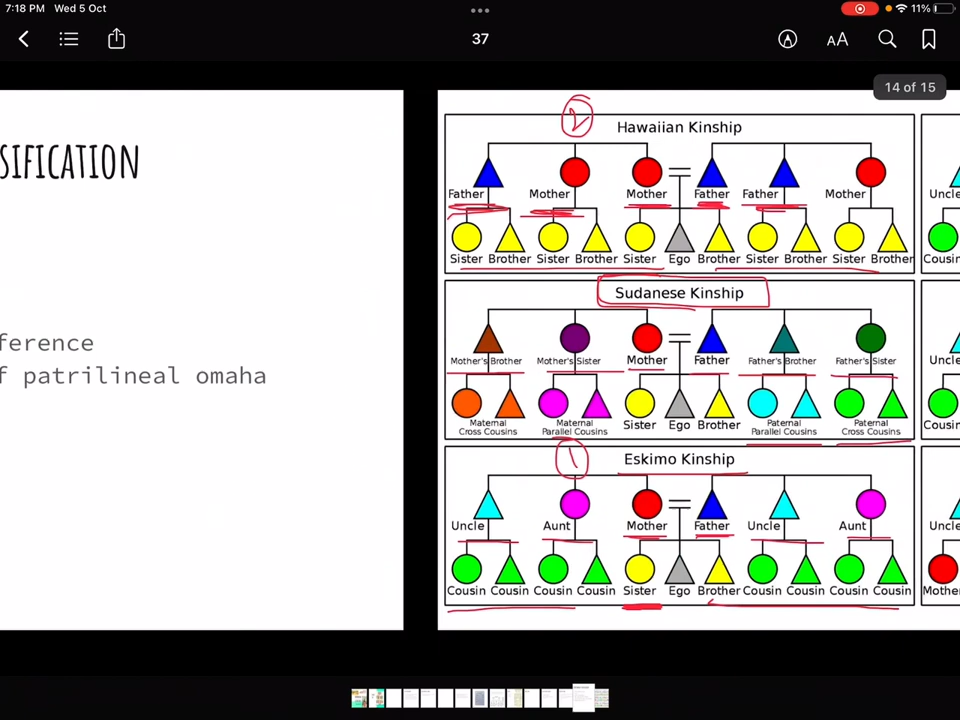 7:18 PM Wed 5 Oct
11%
37
AA
14 of 15
SIFICATION
ference
f patrilineal omaha
2
Hawaiian Kinship
Father Mother Mother Father Father Mother
Sister Brother Sister Brother Sister Ego Brother Sister Brother Sister Brother
Sudanese Kinship
Mother's Brother Mother's Sister Mother Father Father's Brother Father's Sister
Maternal Cross Cousins Maternal Parallel Cousins Sister Ego Brother Paternal Parallel Cousins Paternal Cross Cousins
1
Eskimo Kinship
Uncle Aunt Mother Father Uncle Aunt
Cousin Cousin Cousin Cousin Sister Ego Brother Cousin Cousin Cousin Cousin
Uncle
Cousin
Uncle
Cousin
Uncle
Mother